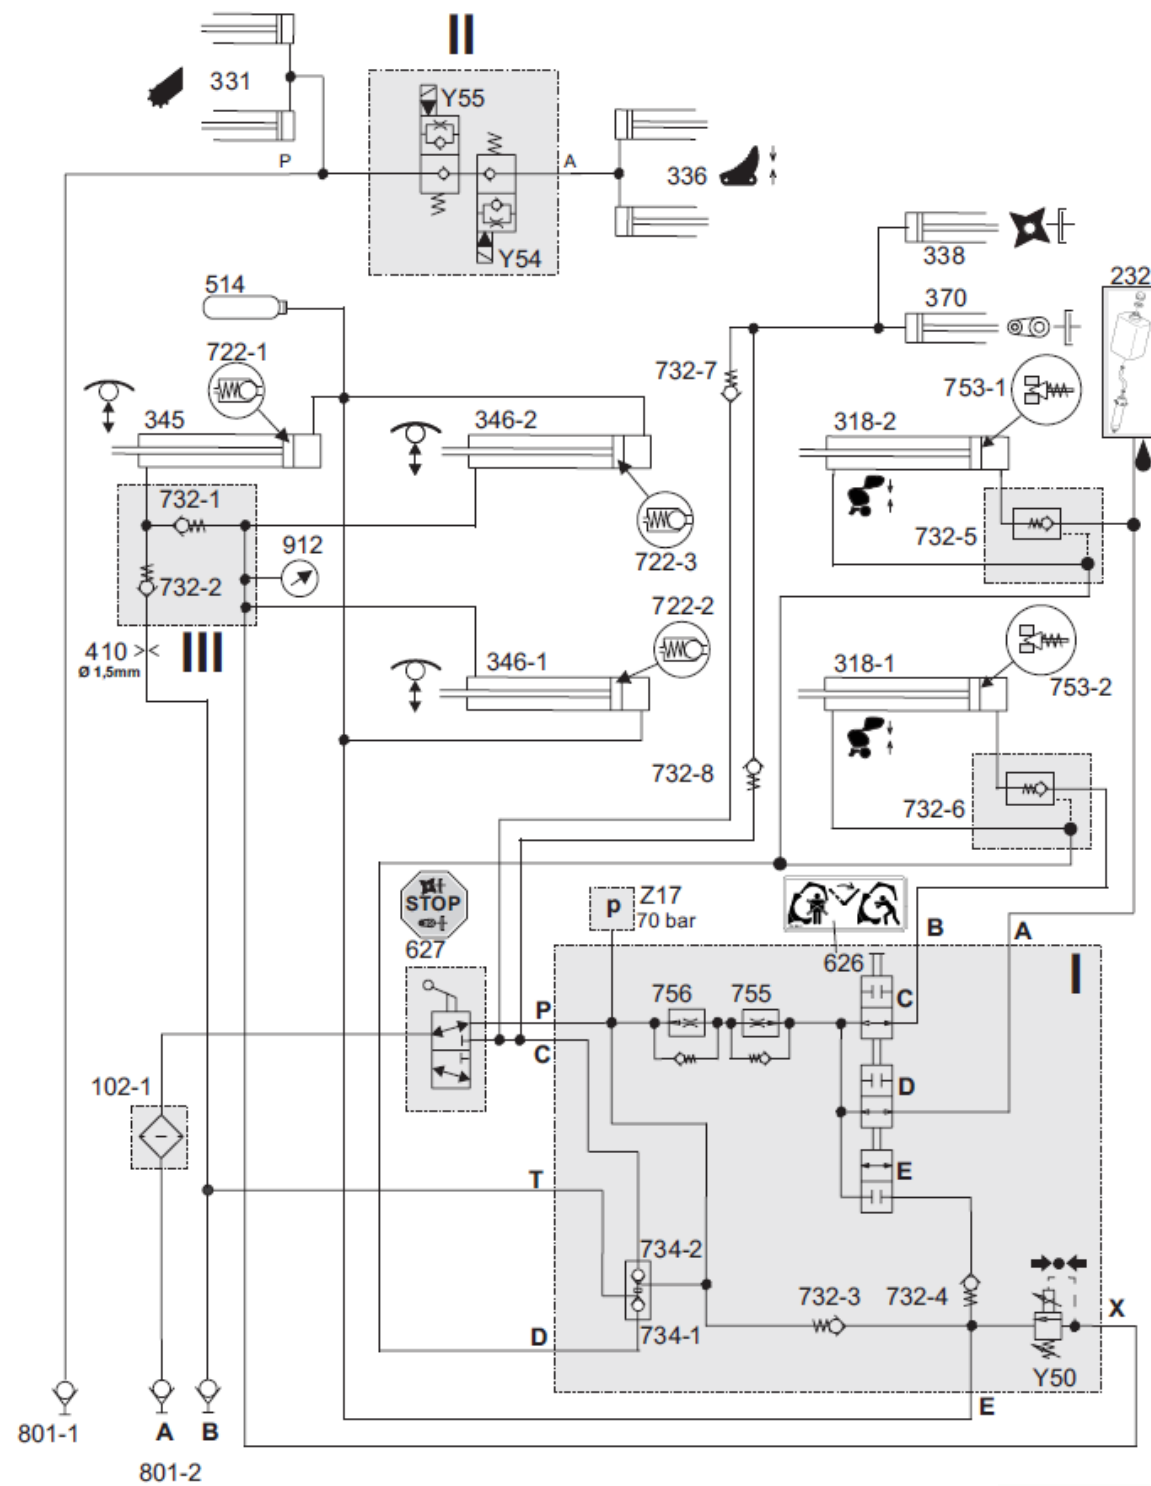 II
331
Y55
P
A
336
Y54
338
514
232
370
722-1
732-7
753-1
345
346-2
318-2
732-1
912
732-5
722-3
732-2
722-2
410 ><
Ø 1,5mm
III
346-1
318-1
753-2
732-8
732-6
STOP
p
Z17
70 bar
627
B
A
626
I
756
755
C
P
C
102-1
D
T
E
734-2
732-3
732-4
X
D
734-1
Y50
E
801-1
A
B
801-2